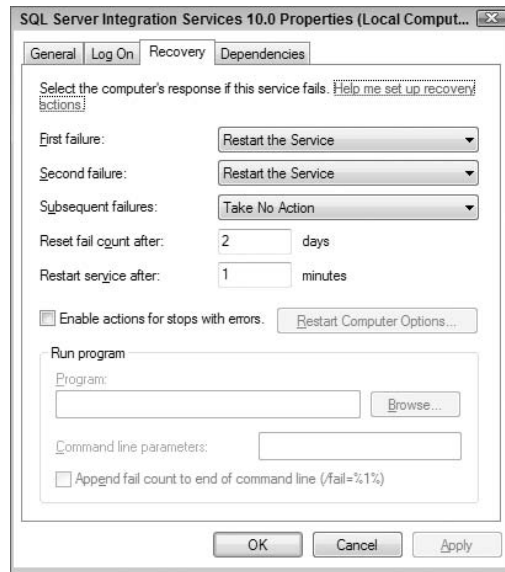 SQL Server Integration Services 10.0 Properties (Local Comput...
General Log On Recovery Dependencies
Select the computer's response if this service fails. Help me set up recovery
actions.
First failure: Restart the Service
Second failure: Restart the Service
Subsequent failures: Take No Action
Reset fail count after: 2 days
Restart service after: 1 minutes
Enable actions for stops with errors. Restart Computer Options...
Run program
Program:
Browse...
Command line parameters:
Append fail count to end of command line (/fail=%1%)
OK Cancel Apply